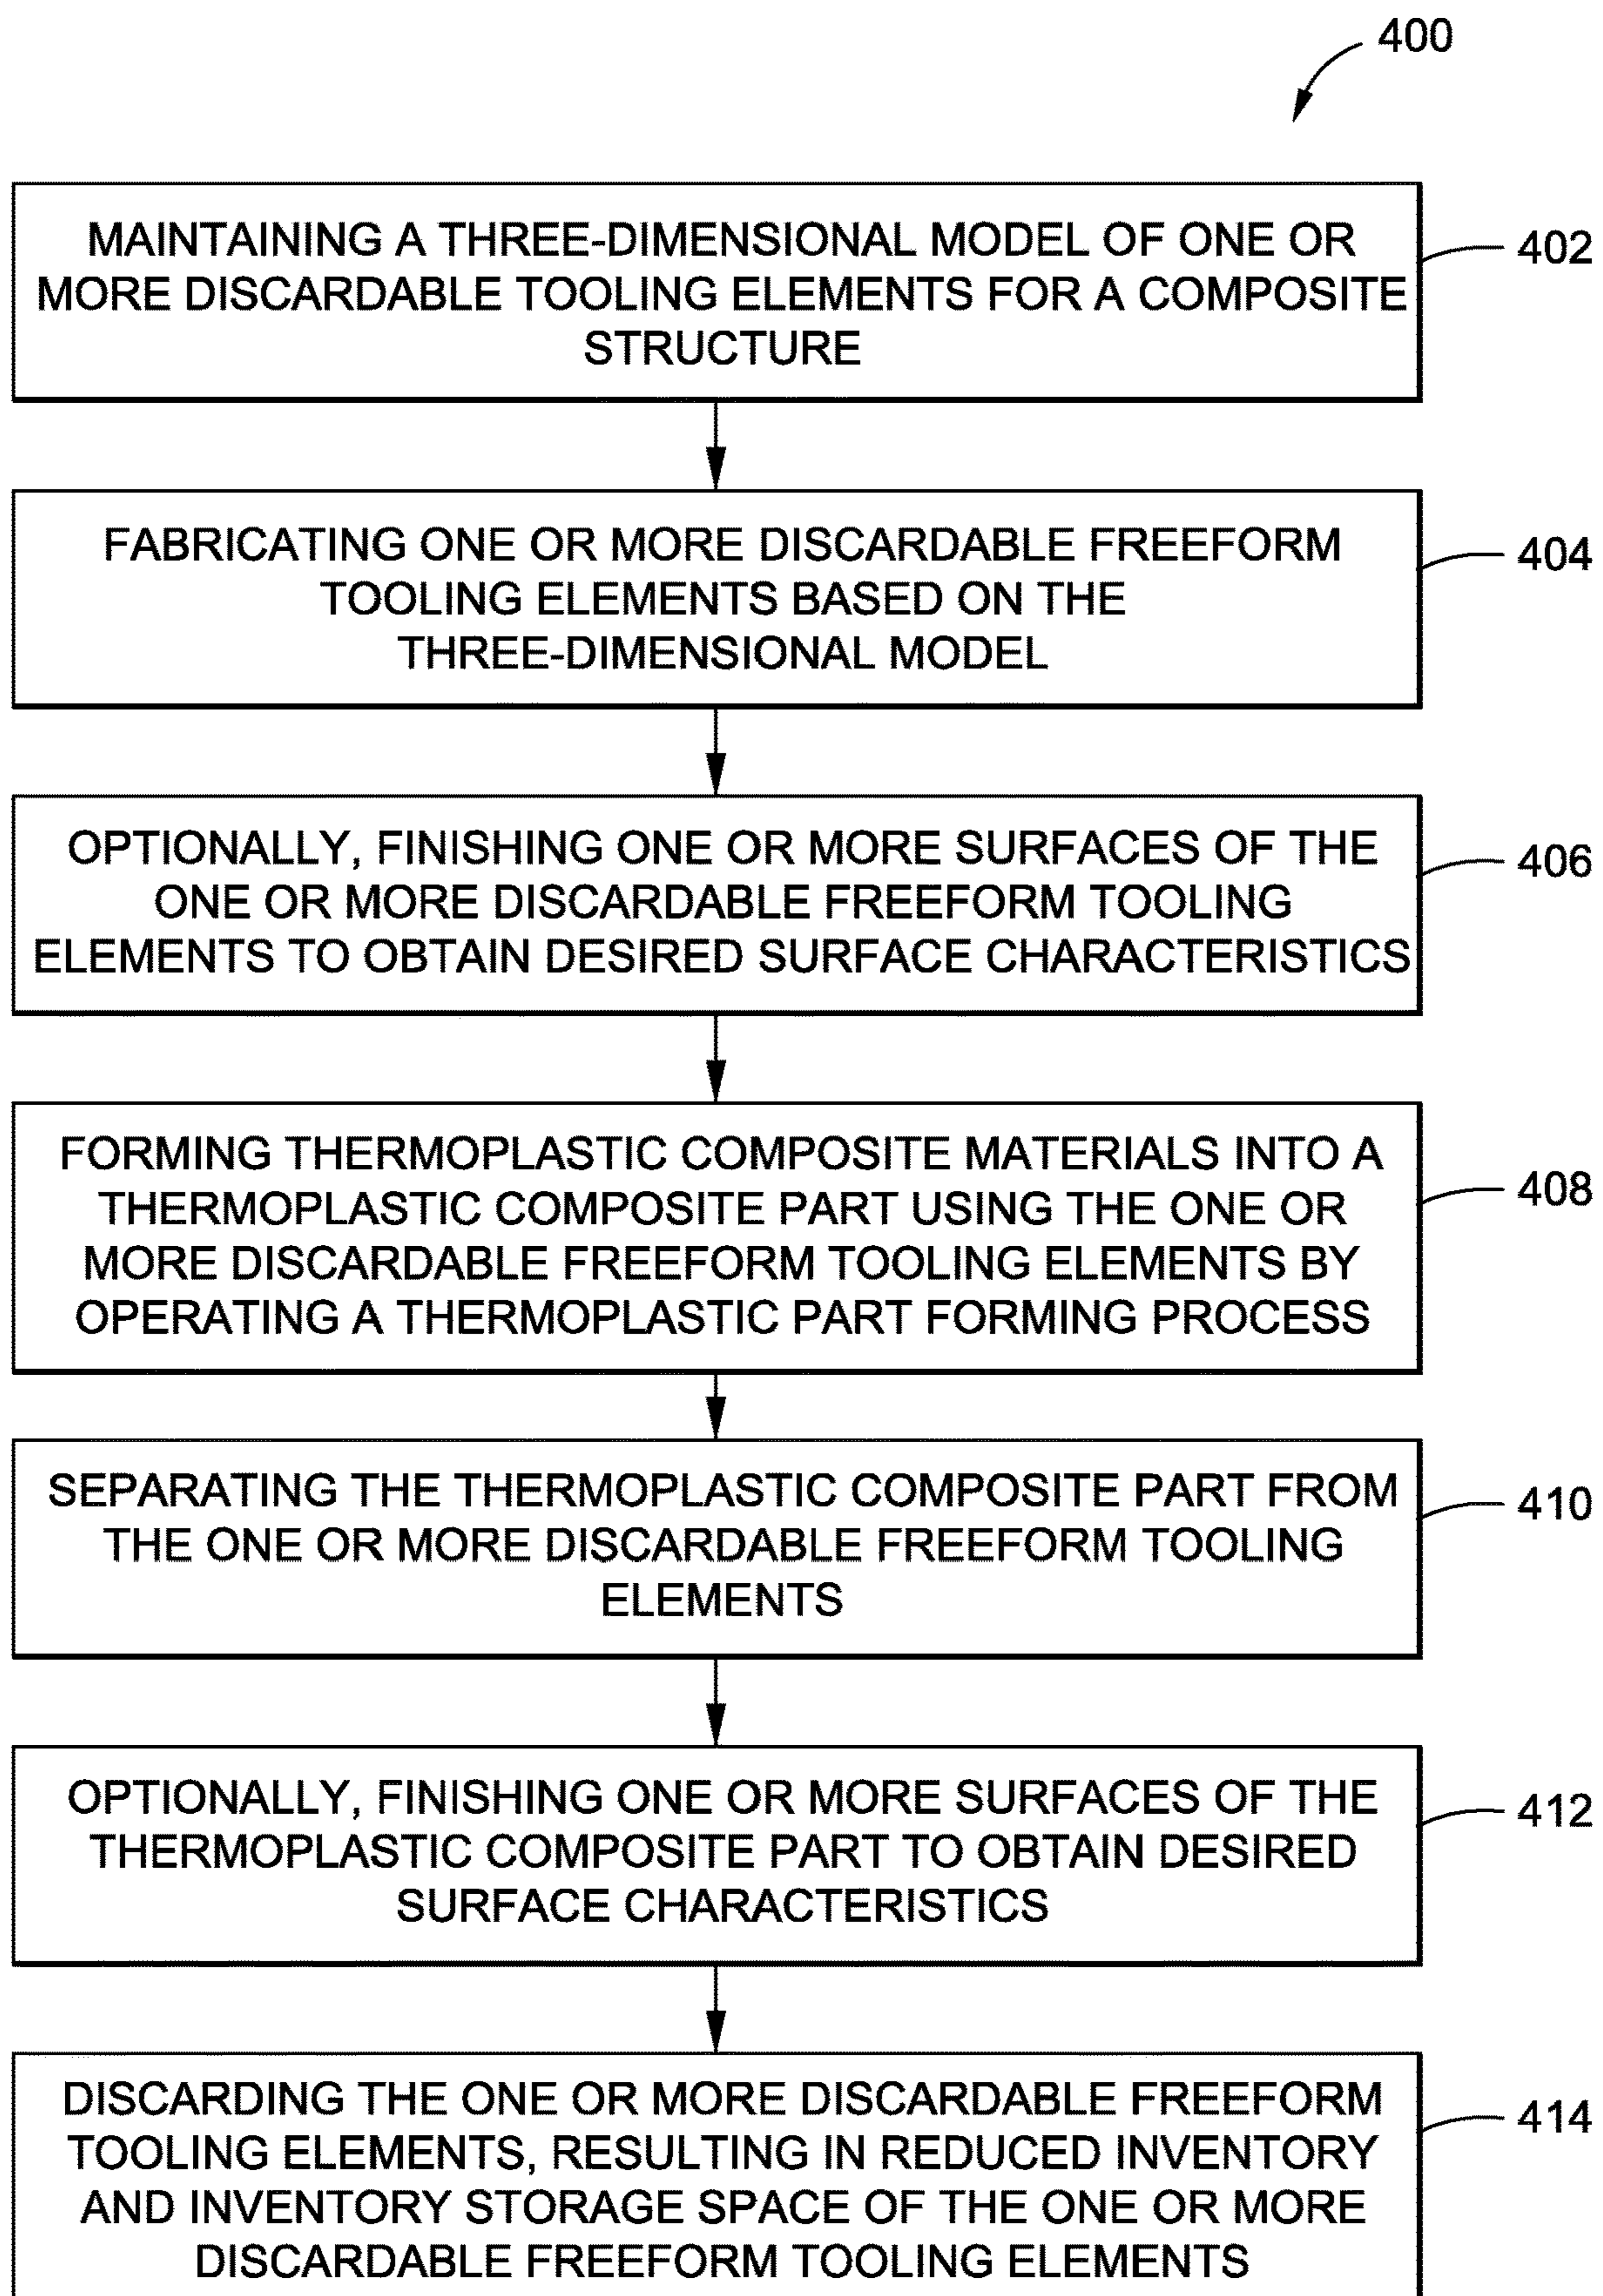 400
MAINTAINING A THREE-DIMENSIONAL MODEL OF ONE OR
MORE DISCARDABLE TOOLING ELEMENTS FOR A COMPOSITE
STRUCTURE
402
FABRICATING ONE OR MORE DISCARDABLE FREEFORM
TOOLING ELEMENTS BASED ON THE
THREE-DIMENSIONAL MODEL
404
OPTIONALLY, FINISHING ONE OR MORE SURFACES OF THE
ONE OR MORE DISCARDABLE FREEFORM TOOLING
ELEMENTS TO OBTAIN DESIRED SURFACE CHARACTERISTICS
406
FORMING THERMOPLASTIC COMPOSITE MATERIALS INTO A
THERMOPLASTIC COMPOSITE PART USING THE ONE OR
MORE DISCARDABLE FREEFORM TOOLING ELEMENTS BY
OPERATING A THERMOPLASTIC PART FORMING PROCESS
408
SEPARATING THE THERMOPLASTIC COMPOSITE PART FROM
THE ONE OR MORE DISCARDABLE FREEFORM TOOLING
ELEMENTS
410
OPTIONALLY, FINISHING ONE OR MORE SURFACES OF THE
THERMOPLASTIC COMPOSITE PART TO OBTAIN DESIRED
SURFACE CHARACTERISTICS
412
DISCARDING THE ONE OR MORE DISCARDABLE FREEFORM
TOOLING ELEMENTS, RESULTING IN REDUCED INVENTORY
AND INVENTORY STORAGE SPACE OF THE ONE OR MORE
DISCARDABLE FREEFORM TOOLING ELEMENTS
414